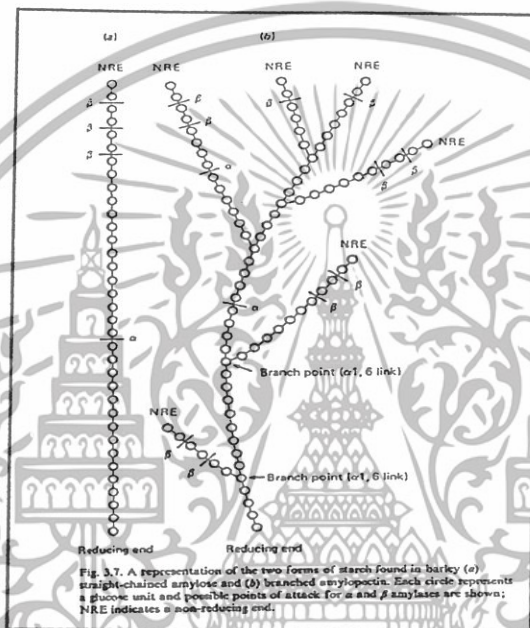 (a) (b)
NRE NRE NRE NRE
β β β β
β β
β α
NRE
β β
NRE
β
α β
α
Branch point (α1, 6 link)
NRE
β
β
Branch point (α1, 6 link)
Reducing end Reducing end
Fig. 3.7. A representation of the two forms of starch found in barley (a)
straight-chained amylose and (b) branched amylopectin. Each circle represents
a glucose unit and possible points of attack for α and β amylases are shown;
NRE indicates a non-reducing end.